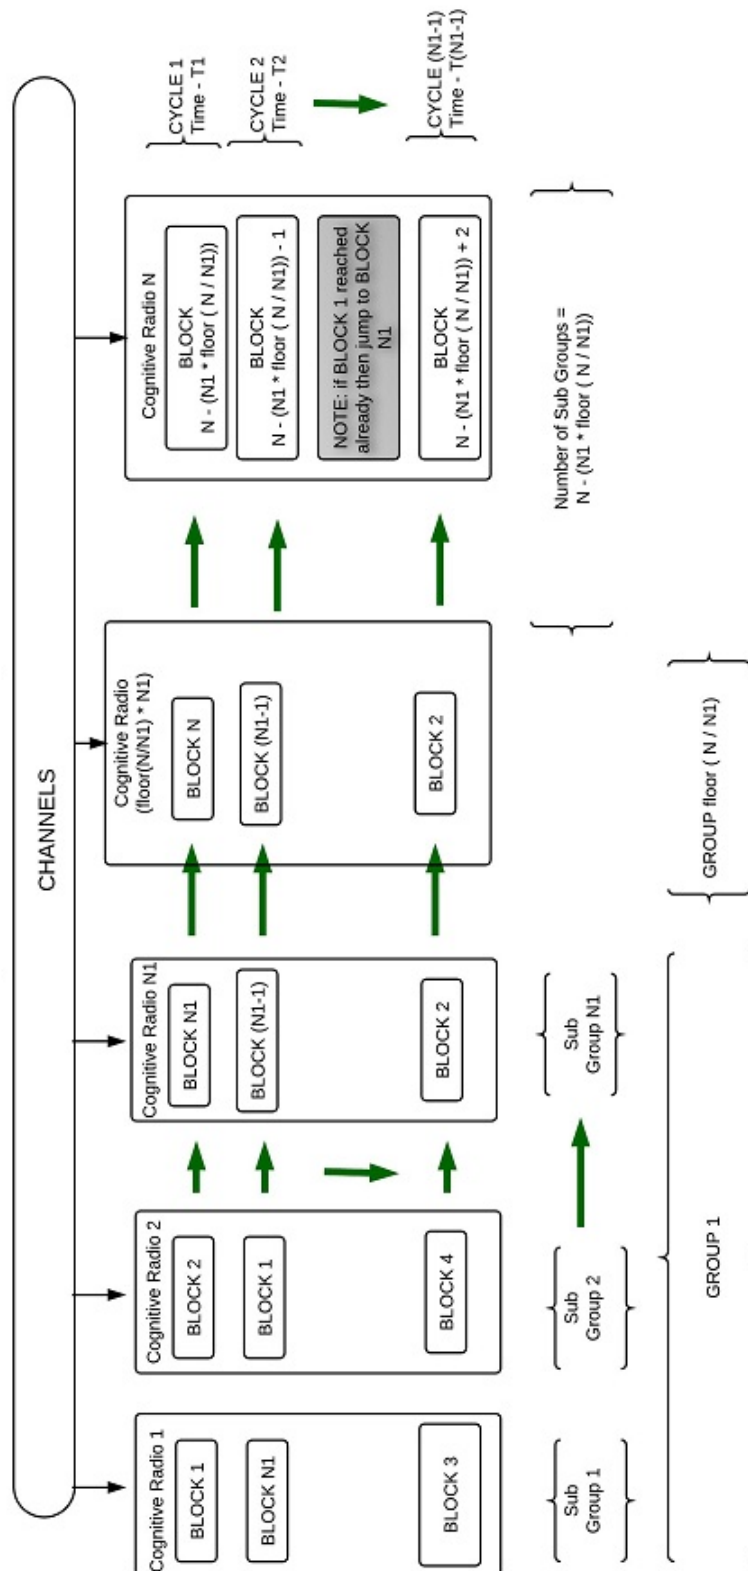 CHANNELS
Cognitive Radio 1
BLOCK 1
BLOCK N1
BLOCK 3
Cognitive Radio 2
BLOCK 2
BLOCK 1
BLOCK 4
Cognitive Radio N1
BLOCK N1
BLOCK (N1-1)
BLOCK 2
Cognitive Radio
(floor(N/N1) * N1)
BLOCK N
BLOCK (N1-1)
BLOCK 2
Cognitive Radio N
BLOCK
N - (N1 * floor ( N / N1))
BLOCK
N - (N1 * floor ( N / N1)) - 1
NOTE: if BLOCK 1 reached
already then jump to BLOCK
N1
BLOCK
N - (N1 * floor ( N / N1)) + 2
CYCLE 1
Time - T1
CYCLE 2
Time - T2
CYCLE (N1-1)
Time - T(N1-1)
Sub
Group 1
Sub
Group 2
Sub
Group N1
Number of Sub Groups =
N - (N1 * floor ( N / N1))
GROUP 1
GROUP floor ( N / N1)